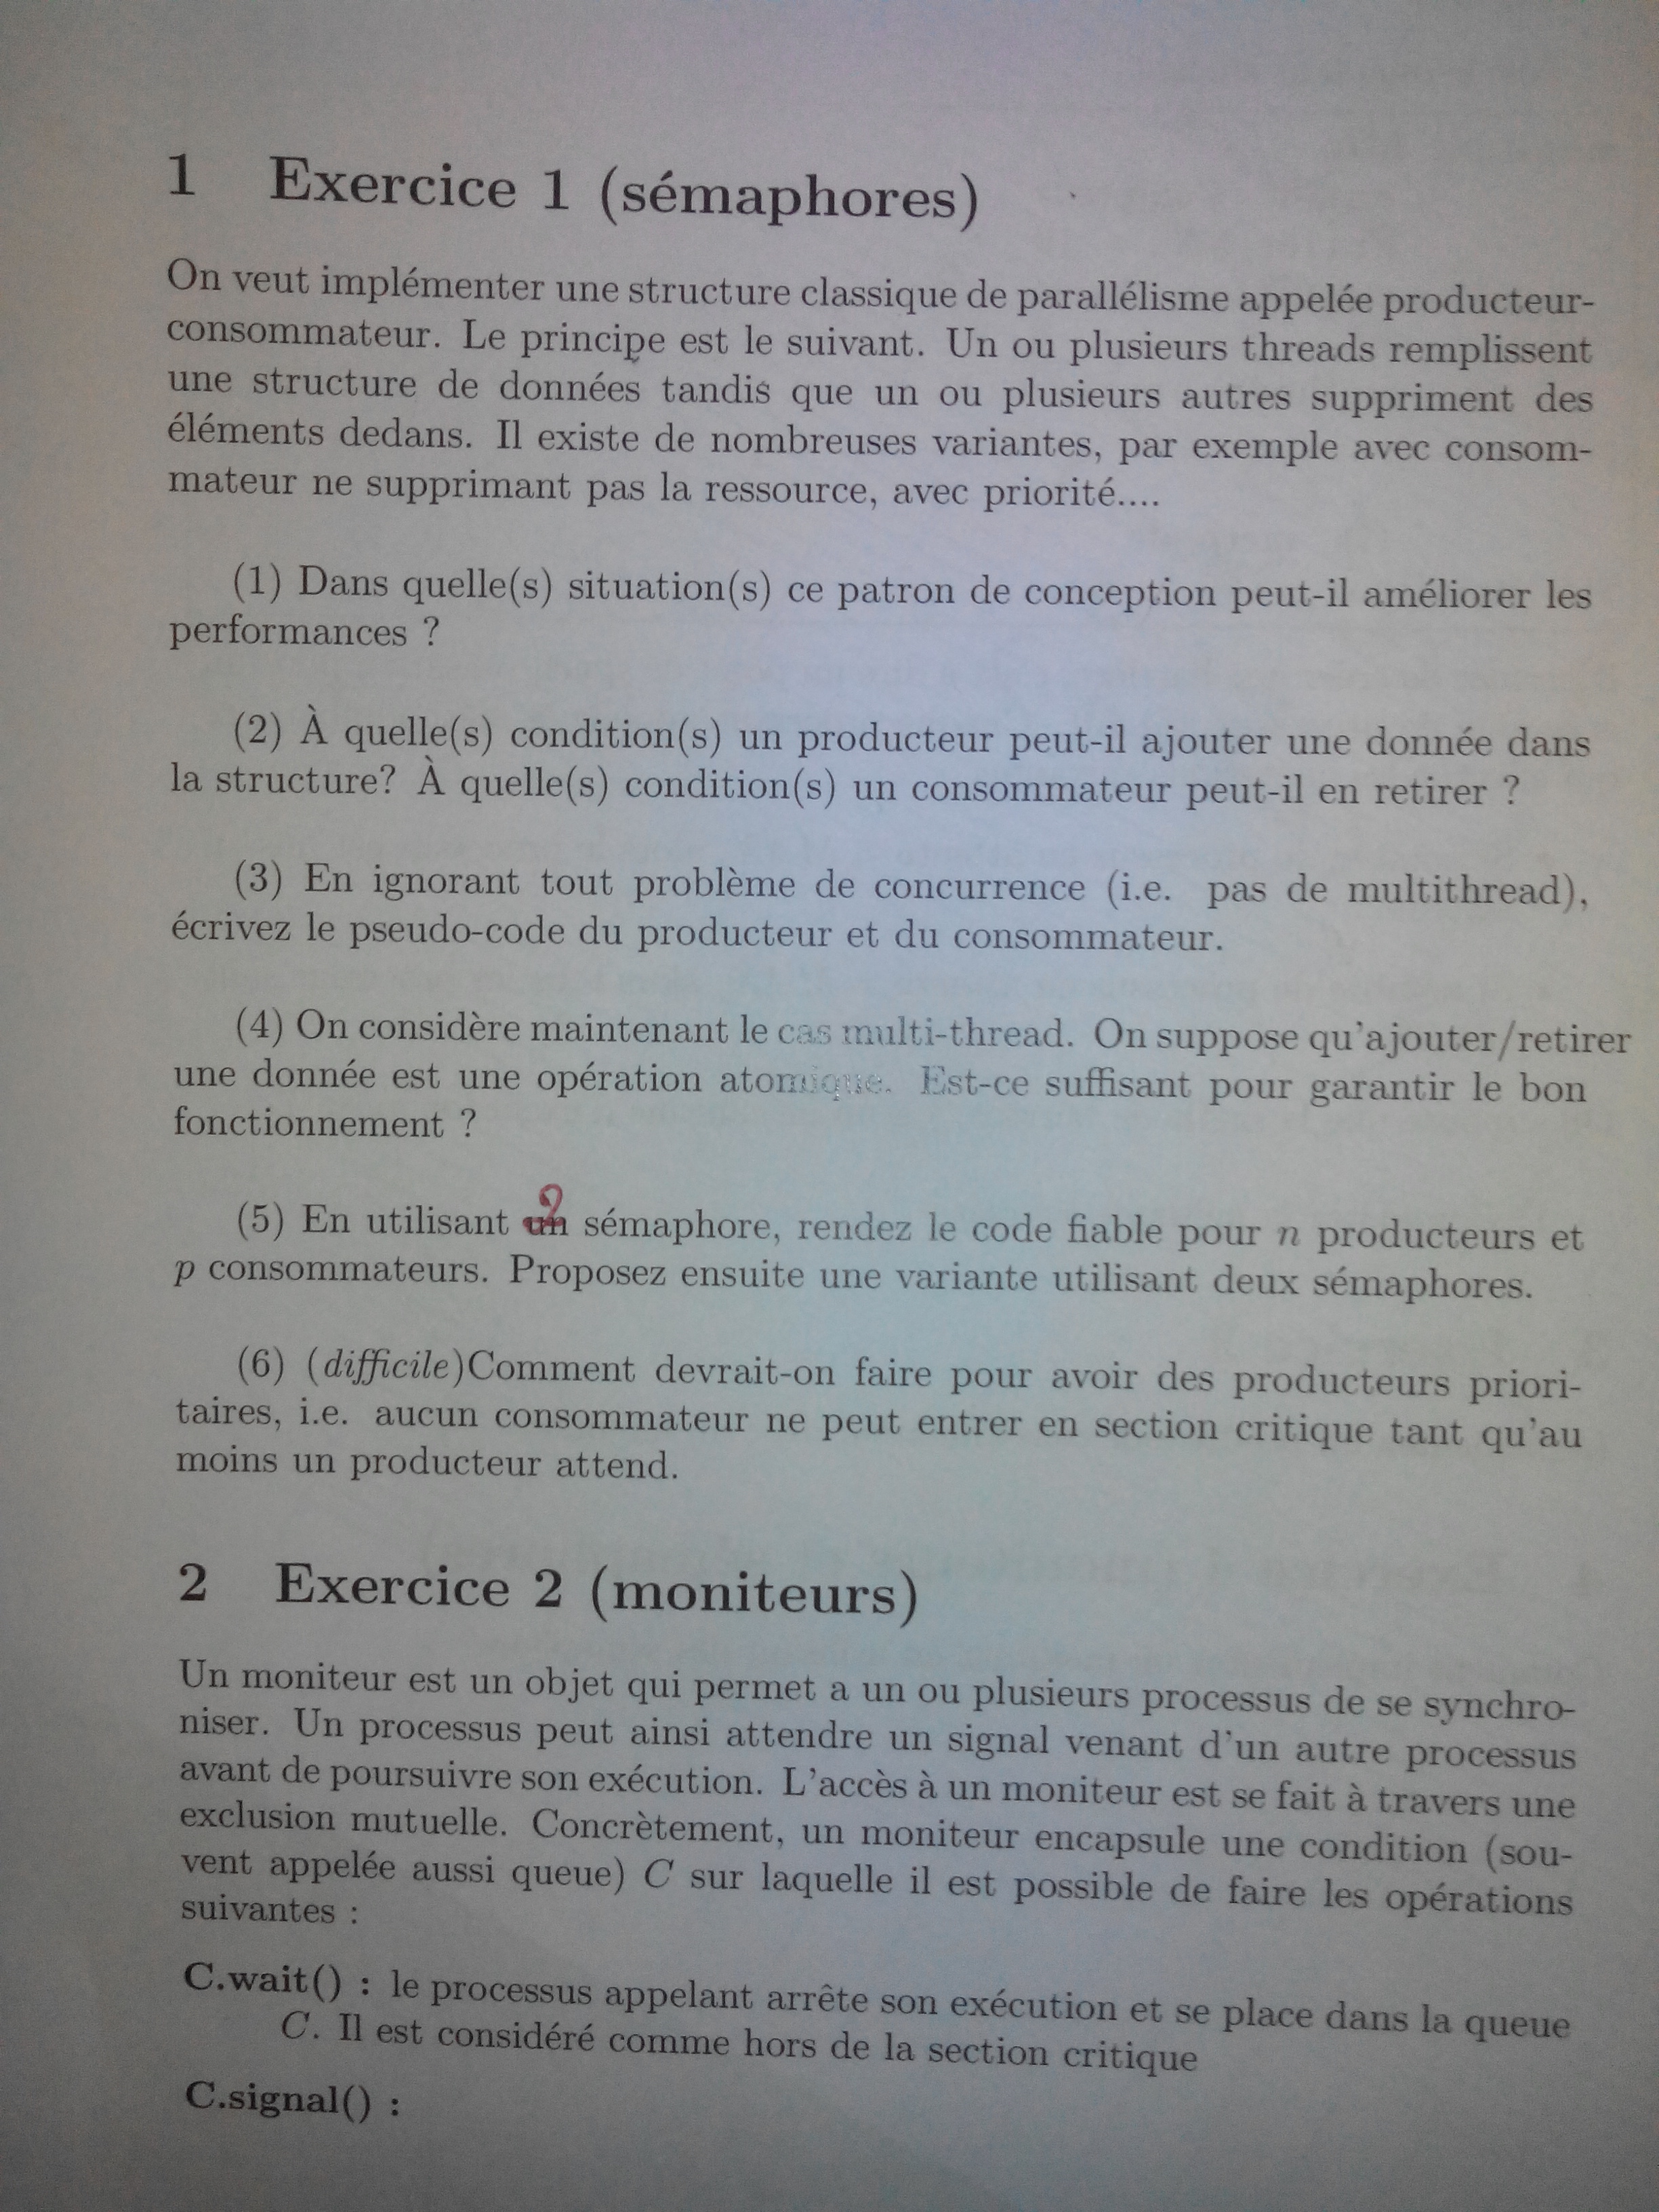 1 Exercice 1 (sémaphores)
On veut implémenter une structure classique de parallélisme appelée producteur-
consommateur. Le principe est le suivant. Un ou plusieurs threads remplissent
une structure de données tandis que un ou plusieurs autres suppriment des
éléments dedans. Il existe de nombreuses variantes, par exemple avec consom-
mateur ne supprimant pas la ressource, avec priorité....
(1) Dans quelle(s) situation(s) ce patron de conception peut-il améliorer les
performances ?
(2) À quelle(s) condition(s) un producteur peut-il ajouter une donnée dans
la structure? À quelle(s) condition(s) un consommateur peut-il en retirer ?
(3) En ignorant tout problème de concurrence (i.e. pas de multithread),
écrivez le pseudo-code du producteur et du consommateur.
(4) On considère maintenant le cas multi-thread. On suppose qu'ajouter/retirer
une donnée est une opération atomique. Est-ce suffisant pour garantir le bon
fonctionnement ?
2
(5) En utilisant un sémaphore, rendez le code fiable pour n producteurs et
p consommateurs. Proposez ensuite une variante utilisant deux sémaphores.
(6) (difficile)Comment devrait-on faire pour avoir des producteurs priori-
taires, i.e. aucun consommateur ne peut entrer en section critique tant qu'au
moins un producteur attend.
2 Exercice 2 (moniteurs)
Un moniteur est un objet qui permet a un ou plusieurs processus de se synchro-
niser. Un processus peut ainsi attendre un signal venant d'un autre processus
avant de poursuivre son exécution. L'accès à un moniteur est se fait à travers une
exclusion mutuelle. Concrètement, un moniteur encapsule une condition (sou-
vent appelée aussi queue) C sur laquelle il est possible de faire les opérations
suivantes :
C.wait() : le processus appelant arrête son exécution et se place dans la queue
C. Il est considéré comme hors de la section critique
C.signal() :